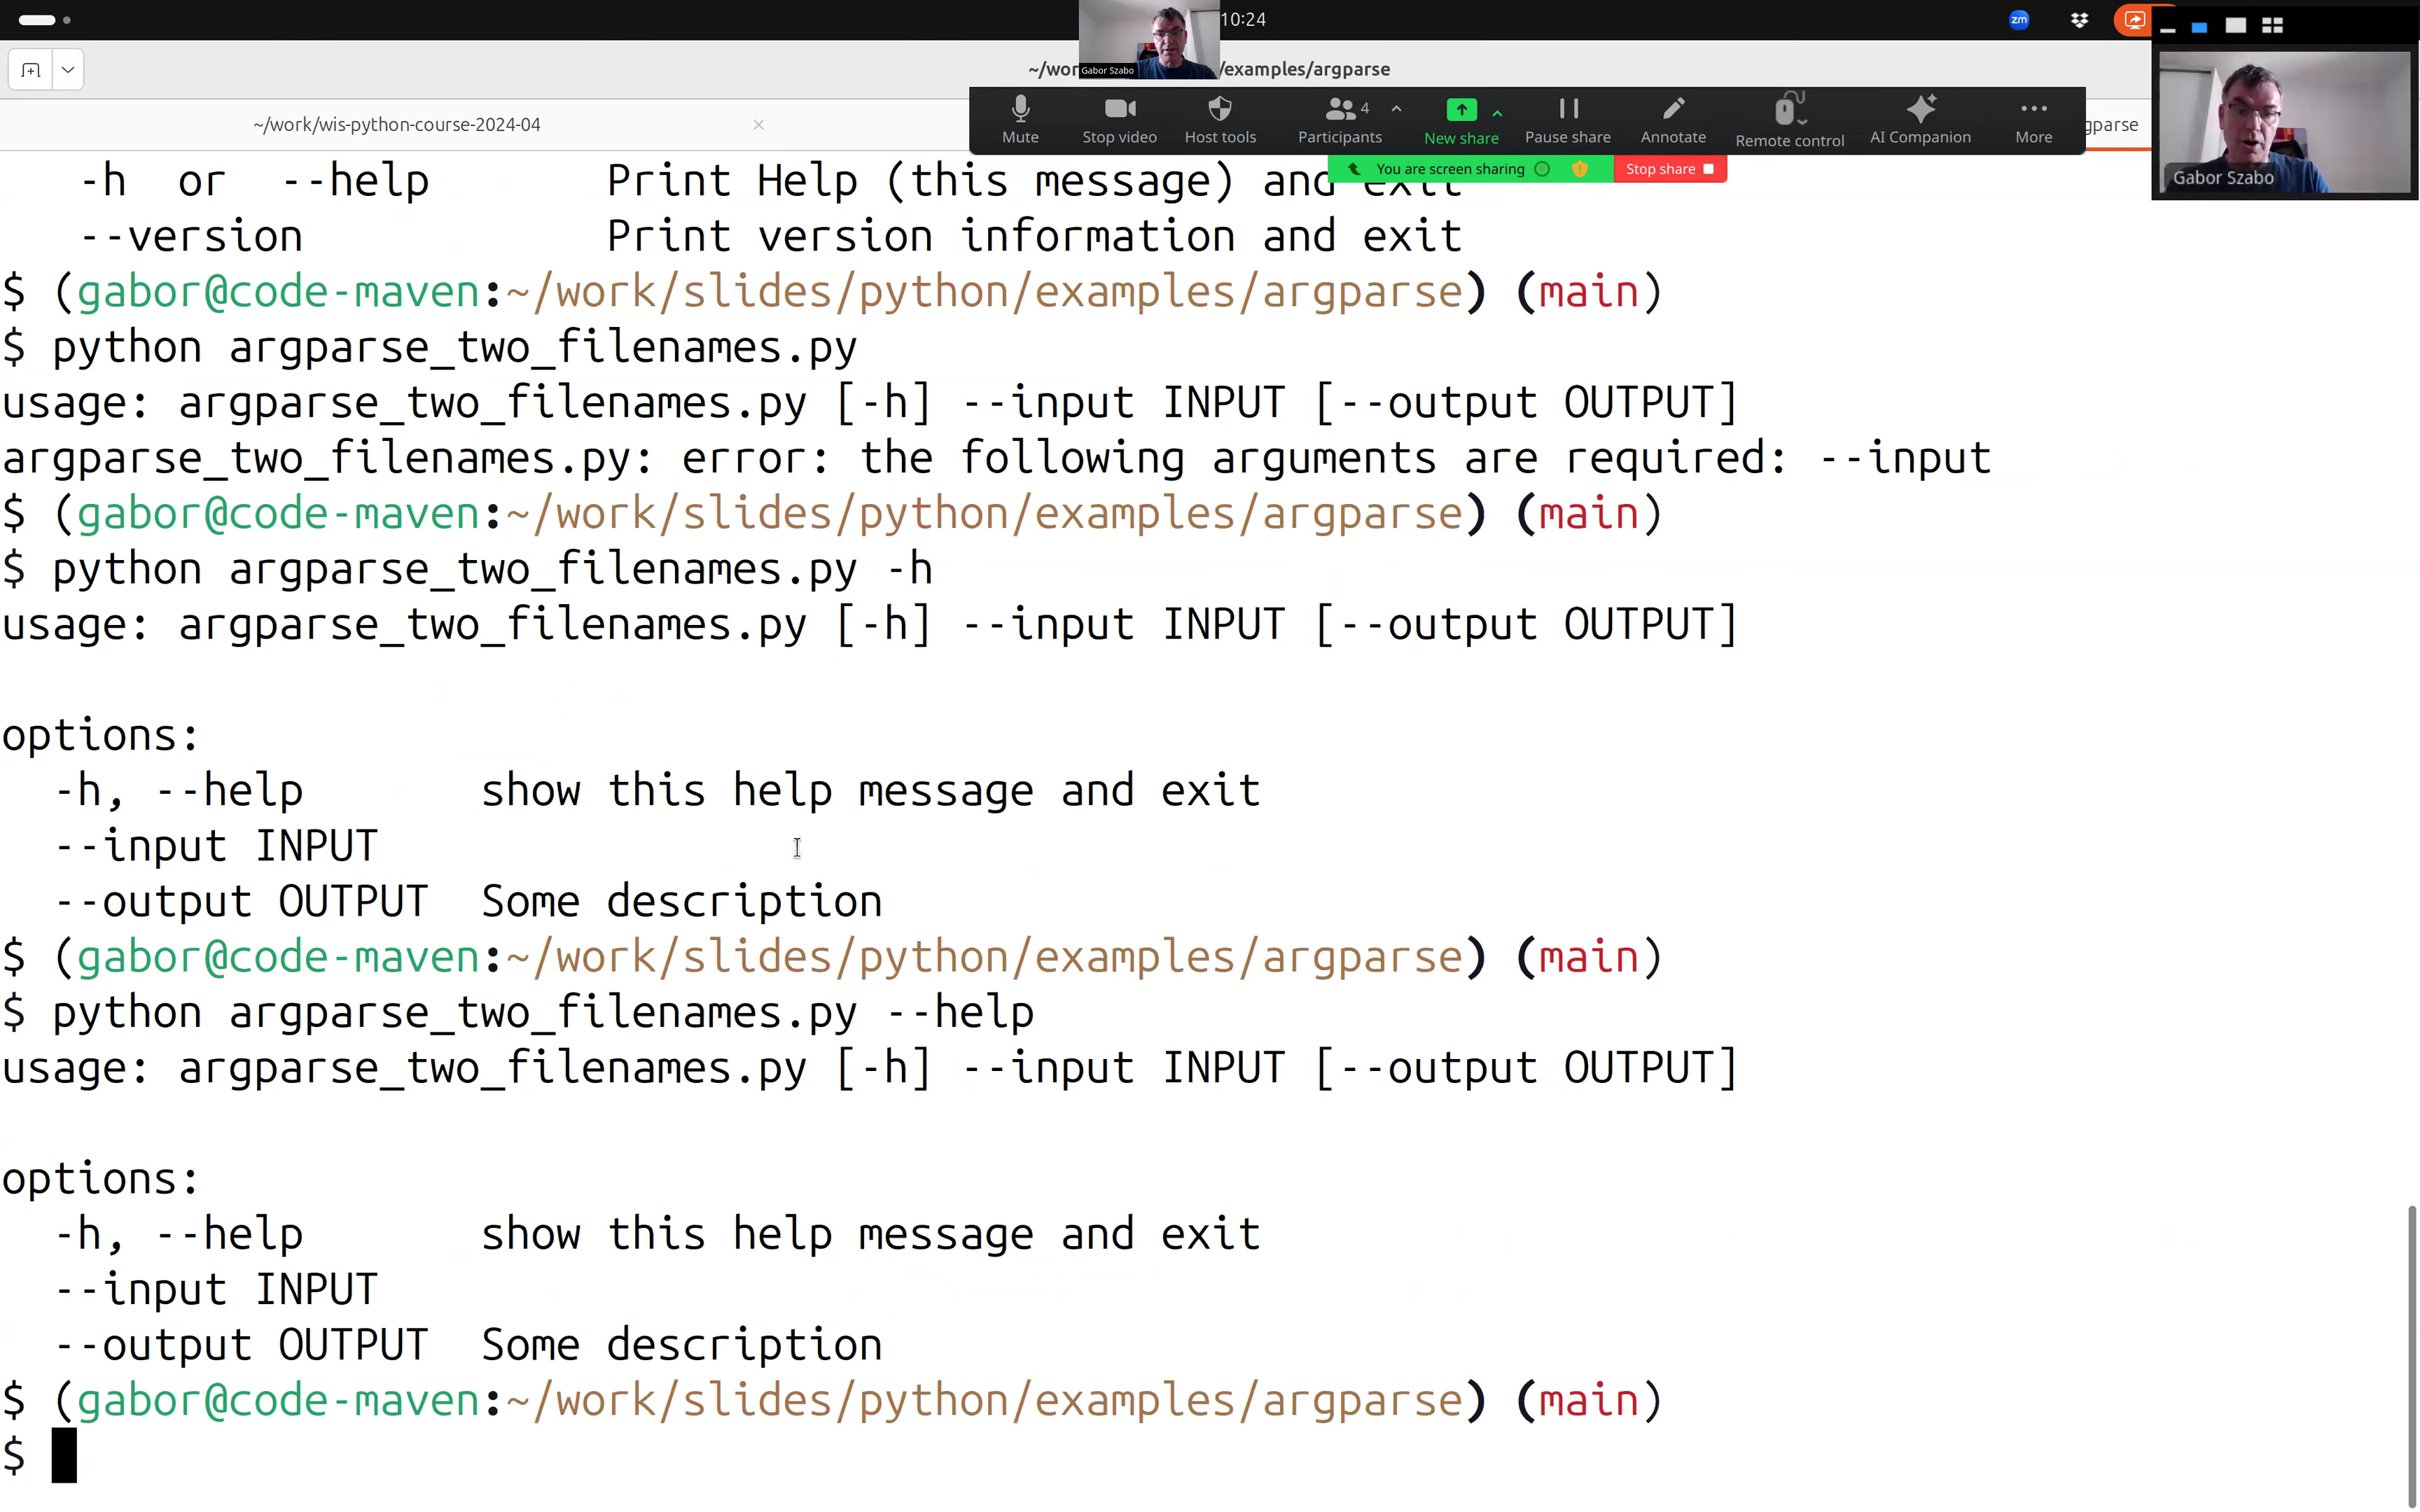 10:24
zm
~/wor
/examples/argparse
Gabor Szabo
~/work/wis-python-course-2024-04
gparse
Mute
Stop video
Host tools
Participants 4
New share
Pause share
Annotate
Remote control
AI Companion
More
You are screen sharing
Stop share
Gabor Szabo
-h or --help Print Help (this message) and exit
--version Print version information and exit
$ (gabor@code-maven:~/work/slides/python/examples/argparse) (main)
$ python argparse_two_filenames.py
usage: argparse_two_filenames.py [-h] --input INPUT [--output OUTPUT]
argparse_two_filenames.py: error: the following arguments are required: --input
$ (gabor@code-maven:~/work/slides/python/examples/argparse) (main)
$ python argparse_two_filenames.py -h
usage: argparse_two_filenames.py [-h] --input INPUT [--output OUTPUT]
options:
-h, --help show this help message and exit
--input INPUT
--output OUTPUT Some description
$ (gabor@code-maven:~/work/slides/python/examples/argparse) (main)
$ python argparse_two_filenames.py --help
usage: argparse_two_filenames.py [-h] --input INPUT [--output OUTPUT]
options:
-h, --help show this help message and exit
--input INPUT
--output OUTPUT Some description
$ (gabor@code-maven:~/work/slides/python/examples/argparse) (main)
$